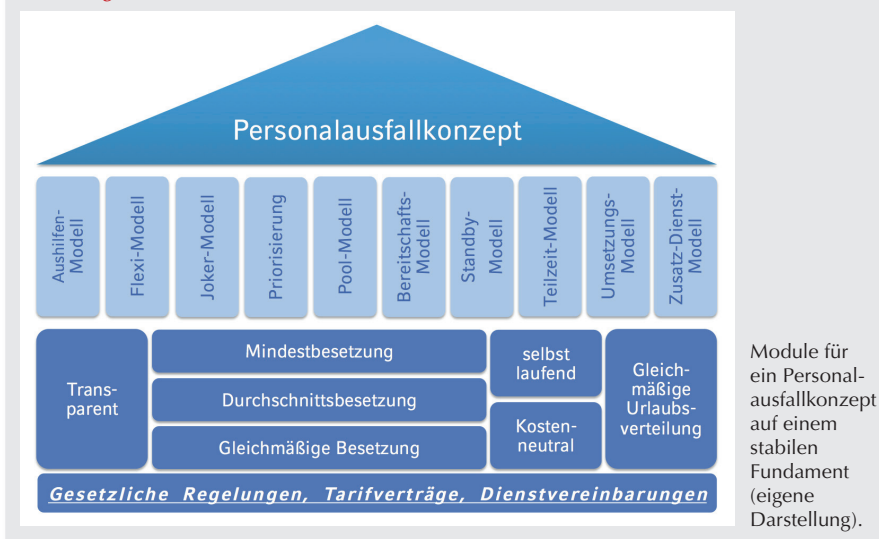 Personalausfallkonzept
Aushilfen-
Modell
Flexi-Modell
Joker-Modell
Priorisierung
Pool-Modell
Bereitschafts-
Modell
Standby-
Modell
Teilzeit-Modell
Umsetzungs-
Modell
Zusatz-Dienst-
Modell
Trans-
parent
Mindestbesetzung
Durchschnittsbesetzung
Gleichmäßige Besetzung
selbst
laufend
Kosten-
neutral
Gleich-
mäßige
Urlaubs-
verteilung
Gesetzliche Regelungen, Tarifverträge, Dienstvereinbarungen
Module für
ein Personal-
ausfallkonzept
auf einem
stabilen
Fundament
(eigene
Darstellung).